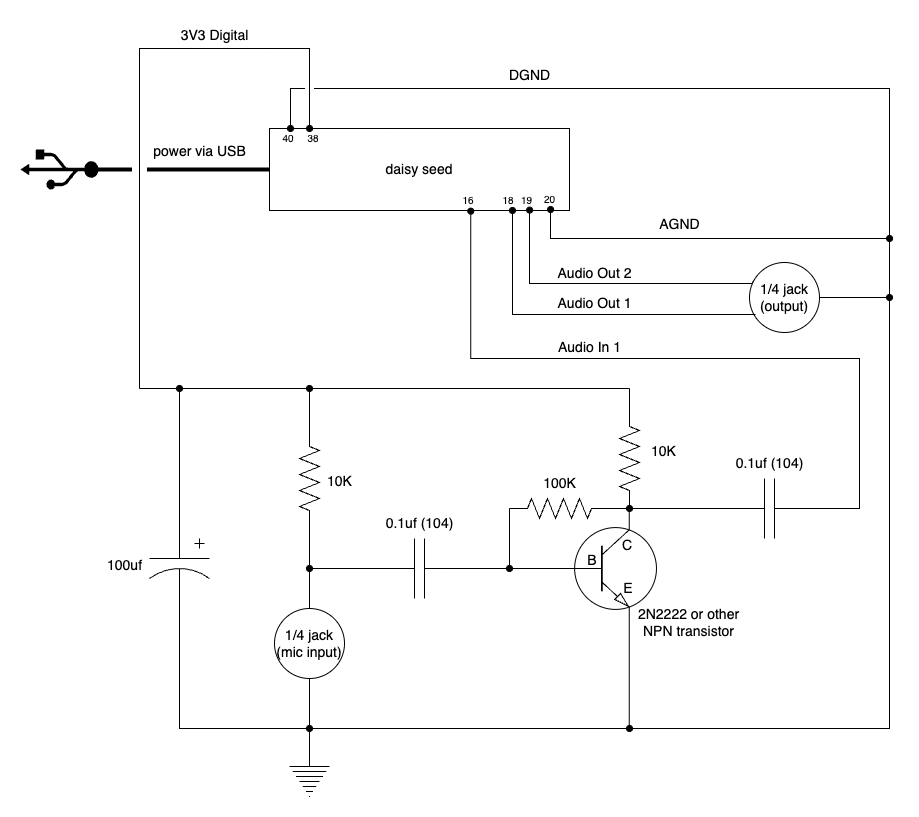 3V3 Digital
DGND
40
38
power via USB
daisy seed
16
18
19
20
AGND
Audio Out 2
1/4 jack
(output)
Audio Out 1
Audio In 1
10K
10K
100K
0.1uf (104)
0.1uf (104)
+
100uf
C
B
E
2N2222 or other
NPN transistor
1/4 jack
(mic input)